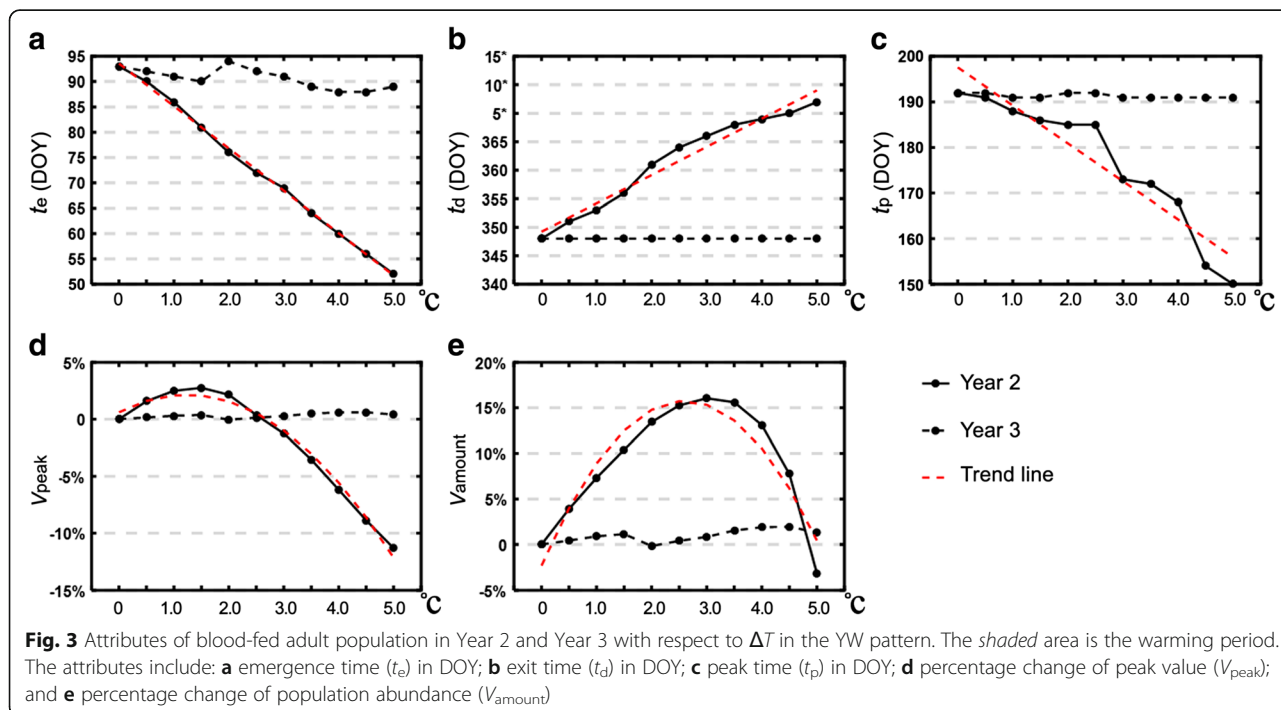 a
95
90
85
80
75
70
65
60
55
50
te (DOY)
0 1.0 2.0 3.0 4.0 5.0 °C
b
15*
10*
5*
360
355
350
345
340
td (DOY)
0 1.0 2.0 3.0 4.0 5.0 °C
c
200
190
180
170
160
150
tp (DOY)
0 1.0 2.0 3.0 4.0 5.0 °C
d
5%
0
-5%
-10%
-15%
Vpeak
0 1.0 2.0 3.0 4.0 5.0 °C
e
20%
15%
10%
5%
0
-5%
Vamount
0 1.0 2.0 3.0 4.0 5.0 °C
Year 2
Year 3
Trend line
Fig. 3 Attributes of blood-fed adult population in Year 2 and Year 3 with respect to ΔT in the YW pattern. The shaded area is the warming period.
The attributes include: a emergence time (te) in DOY; b exit time (td) in DOY; c peak time (tp) in DOY; d percentage change of peak value (Vpeak);
and e percentage change of population abundance (Vamount)